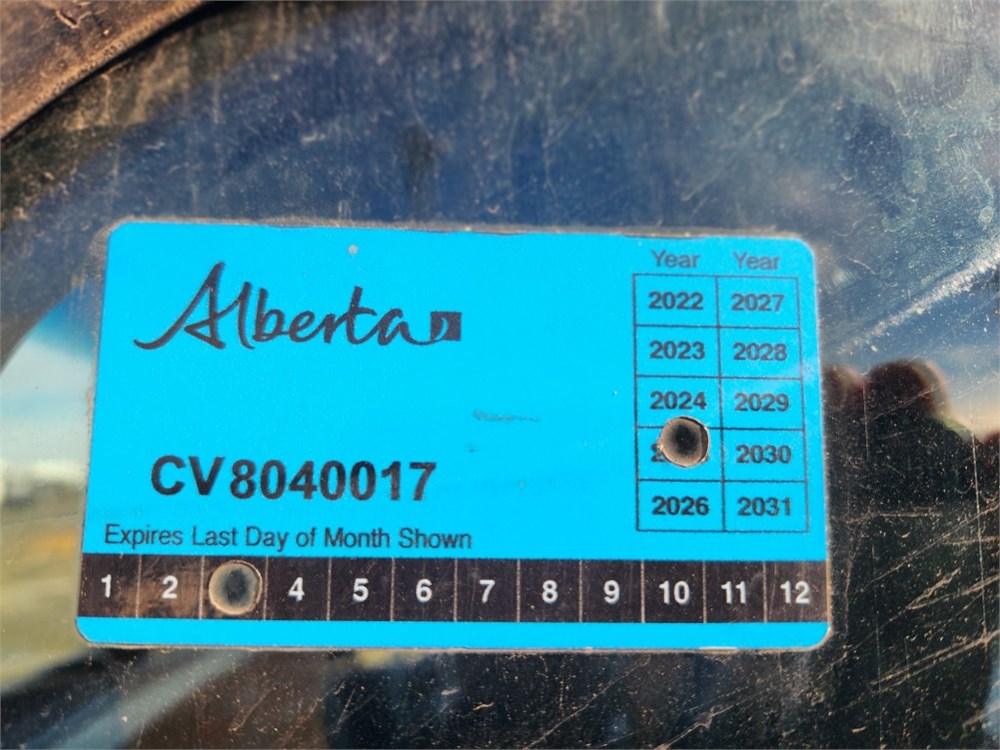 Alberta
Year Year
2022 2027
2023 2028
2024 2029
2030
2026 2031
CV8040017
Expires Last Day of Month Shown
1 2 4 5 6 7 8 9 10 11 12